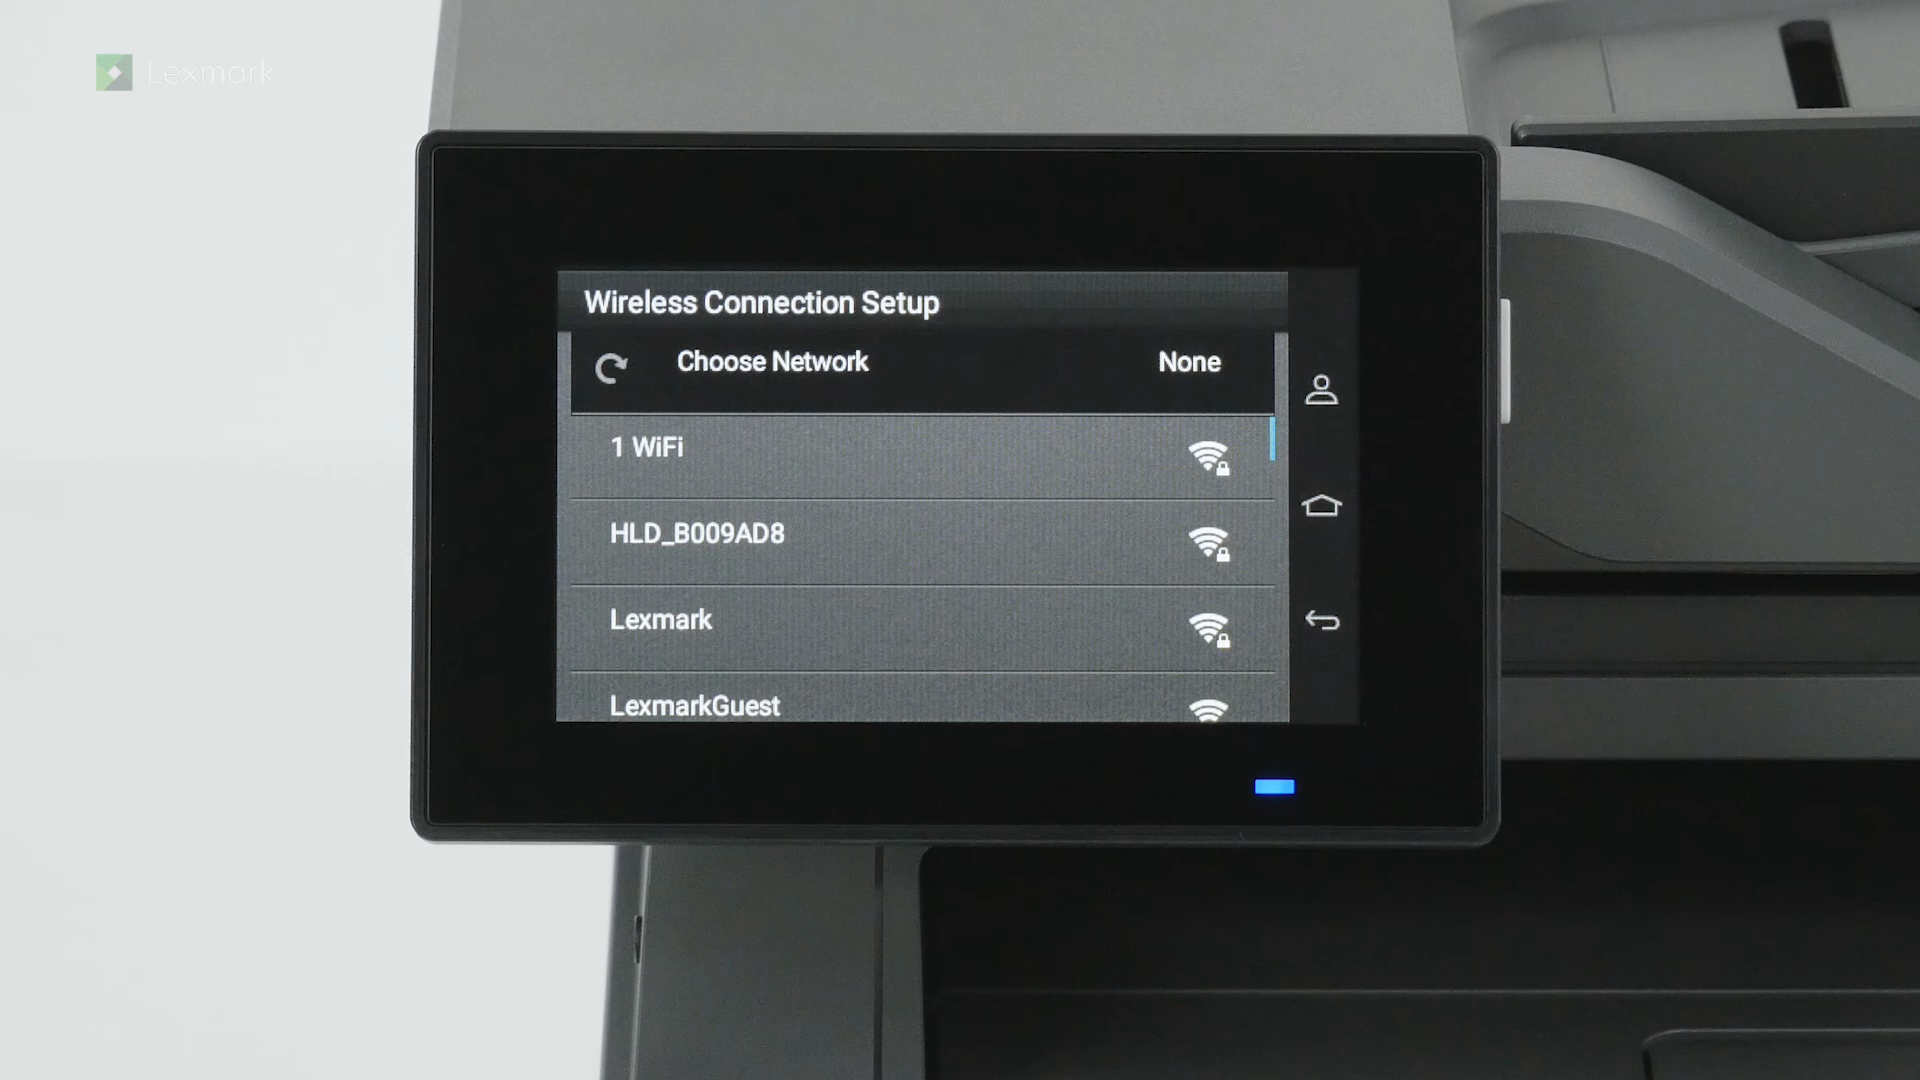 Lexmark
Wireless Connection Setup
Choose Network None
1 WiFi
HLD_B009AD8
Lexmark
LexmarkGuest